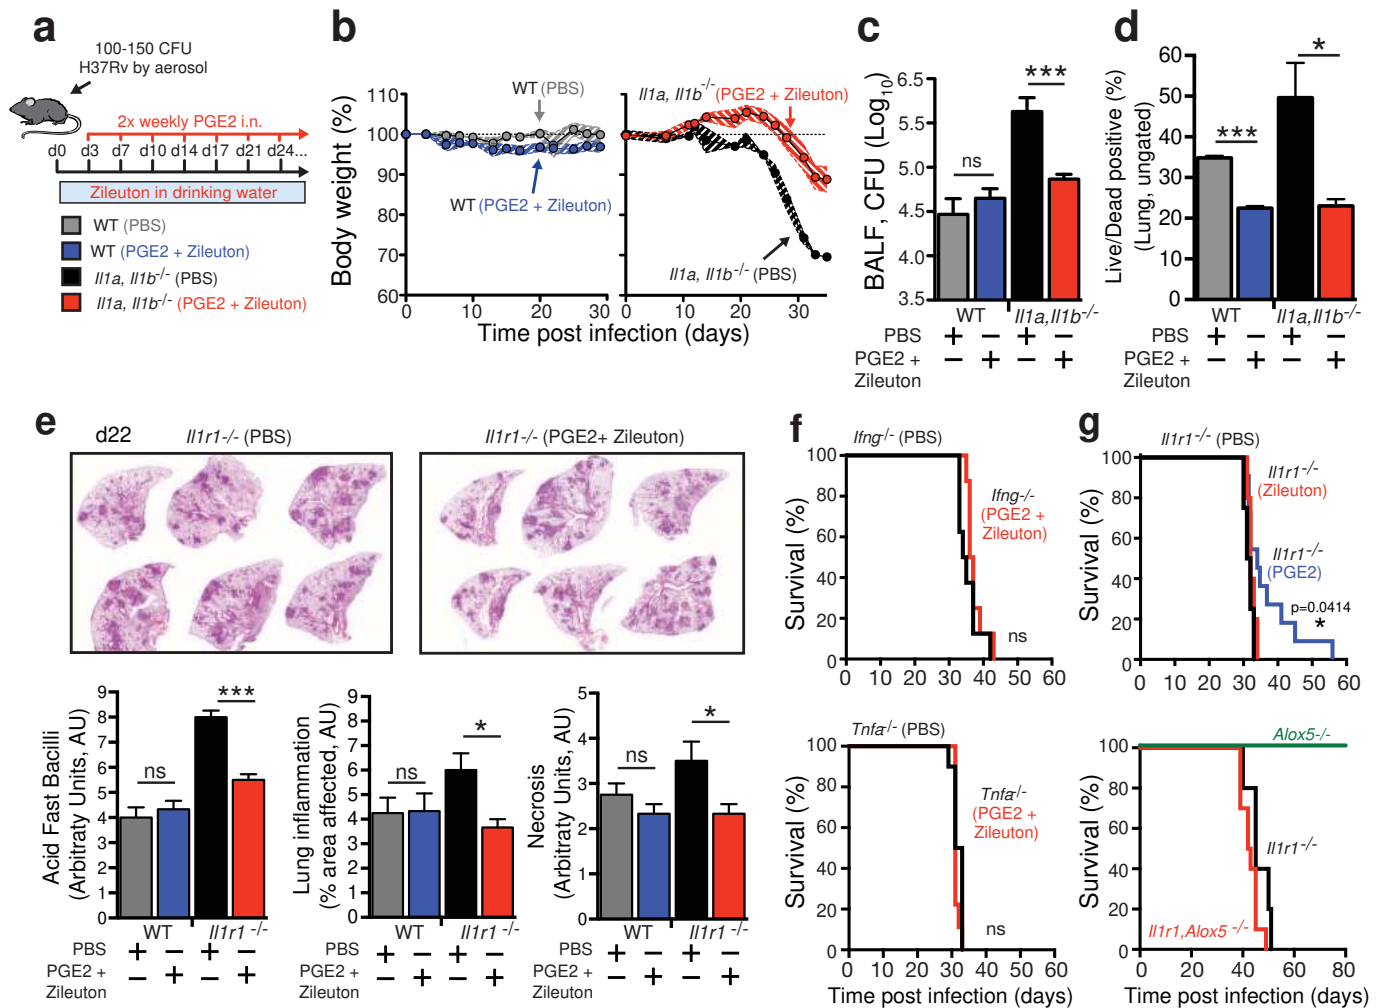 a
100-150 CFU
H37Rv by aerosol
2x weekly PGE2 i.n.
d0 d3 d7 d10 d14 d17 d21 d24...
Zileuton in drinking water
WT (PBS)
WT (PGE2 + Zileuton)
Il1a, Il1b-/- (PBS)
Il1a, Il1b-/- (PGE2 + Zileuton)
b
Body weight (%)
110
100
90
80
70
60
WT (PBS)
WT (PGE2 + Zileuton)
0 10 20 30
Il1a, Il1b-/- (PGE2 + Zileuton)
Il1a, Il1b-/- (PBS)
0 10 20 30
Time post infection (days)
c
BALF, CFU (Log10)
6.5
5.5
5.0
4.5
4.0
3.5
ns
***
WT Il1a,Il1b-/-
PBS + − + −
PGE2 + − + − +
Zileuton
d
Live/Dead positive (%)
(Lung, ungated)
60
50
40
30
20
10
0
***
*
WT Il1a,Il1b-/-
PBS + − + −
PGE2 + − + − +
Zileuton
e
d22 Il1r1-/- (PBS)
Il1r1-/- (PGE2+ Zileuton)
Acid Fast Bacilli
(Arbitraty Units, AU)
9
8
7
6
5
4
3
2
1
0
ns
***
WT Il1r1 -/-
PBS + − + −
PGE2 + − + − +
Zileuton
Lung inflammation
(% area affected, AU)
9
8
7
6
5
4
3
2
1
0
ns
*
WT Il1r1 -/-
PBS + − + −
PGE2 + − + − +
Zileuton
Necrosis
(Arbitraty Units, AU)
5
4
3
2
1
0
ns
*
WT Il1r1 -/-
PBS + − + −
PGE2 + − + − +
Zileuton
f
Ifng-/- (PBS)
Survival (%)
100
80
60
40
20
0
Ifng-/-
(PGE2 +
Zileuton)
ns
0 10 20 30 40 50 60
Tnfa-/- (PBS)
Survival (%)
100
80
60
40
20
0
Tnfa-/-
(PGE2 +
Zileuton)
ns
0 10 20 30 40 50 60
Time post infection (days)
g
Il1r1-/- (PBS)
Survival (%)
100
80
60
40
20
0
Il1r1-/-
(Zileuton)
Il1r1-/-
(PGE2)
p=0.0414
*
0 10 20 30 40 50 60
Survival (%)
100
80
60
40
20
0
Alox5-/-
Il1r1-/-
Il1r1,Alox5 -/-
0 20 40 60 80
Time post infection (days)